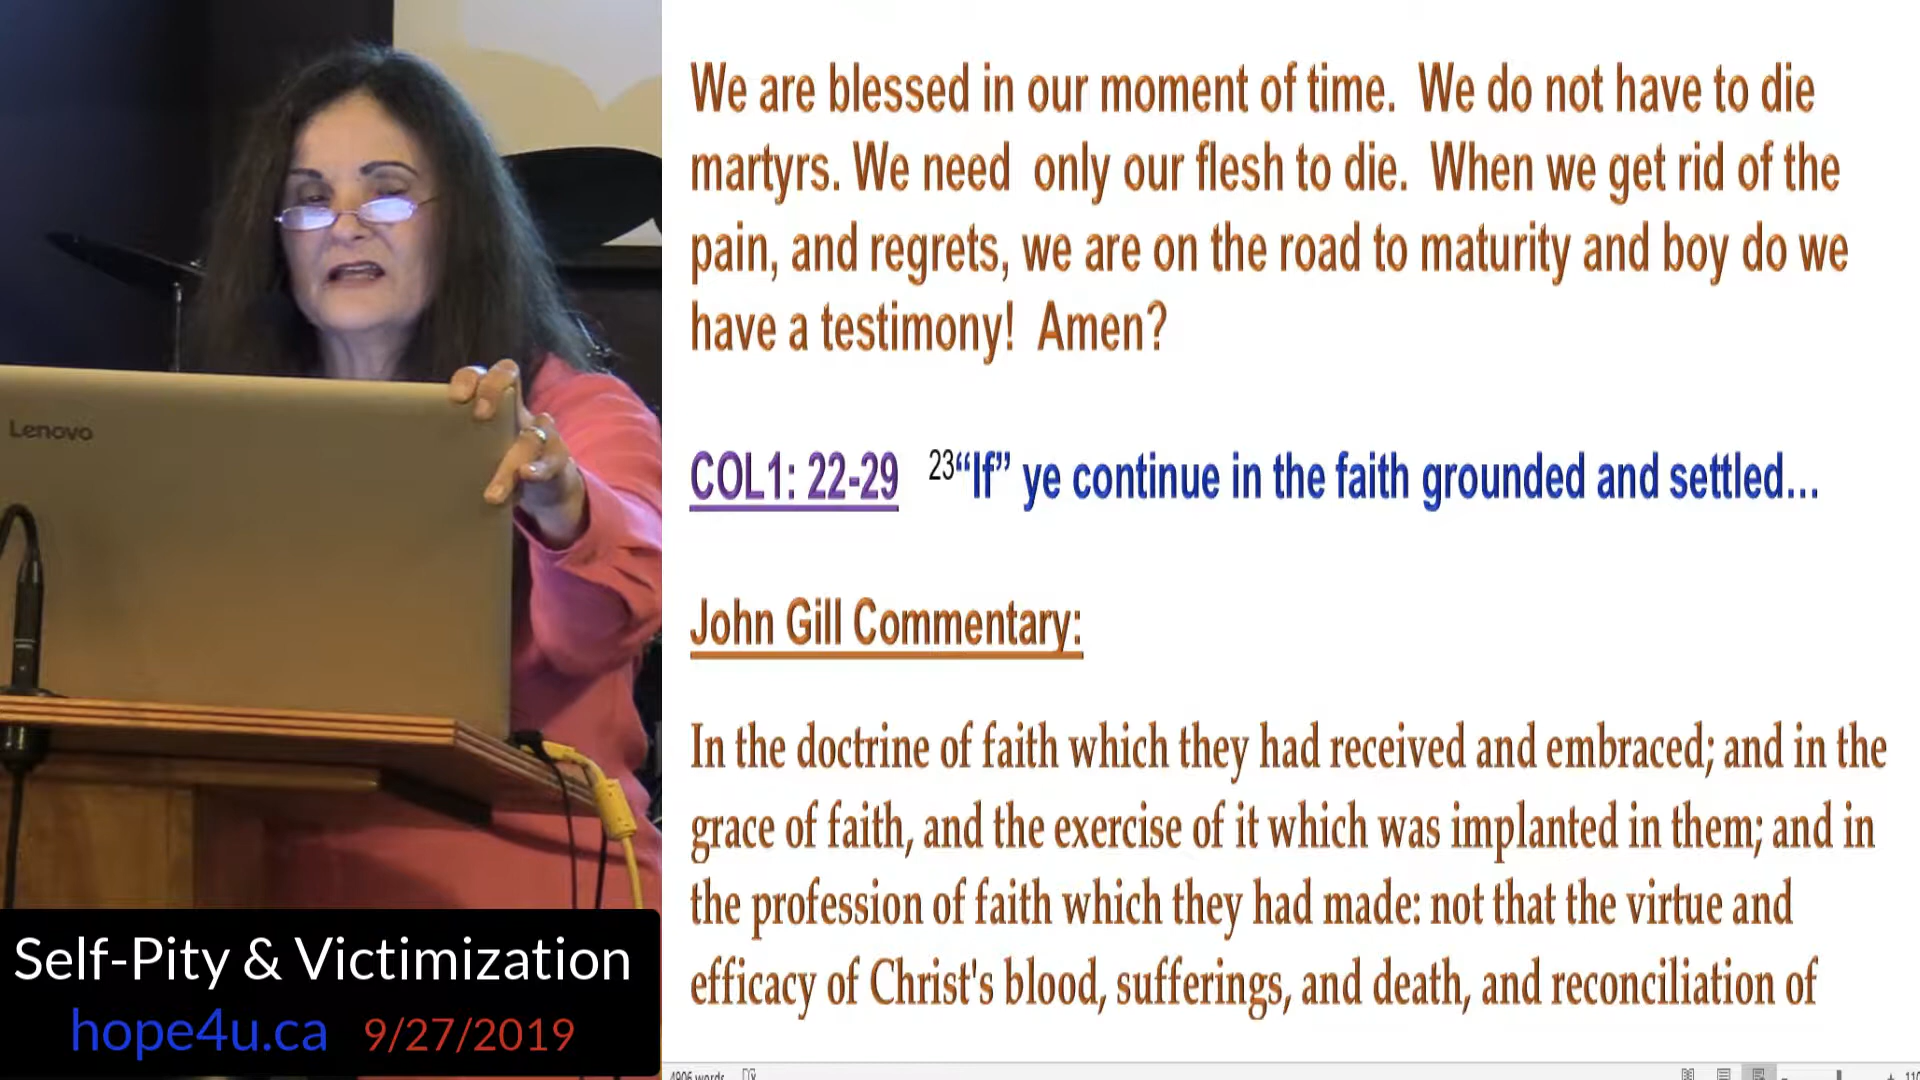 We are blessed in our moment of time.  We do not have to die
martyrs. We need  only our flesh to die.  When we get rid of the
pain, and regrets, we are on the road to maturity and boy do we
have a testimony!  Amen?
COL1: 22-29   23“If” ye continue in the faith grounded and settled...
John Gill Commentary:
In the doctrine of faith which they had received and embraced; and in the
grace of faith, and the exercise of it which was implanted in them; and in
the profession of faith which they had made: not that the virtue and
efficacy of Christ's blood, sufferings, and death, and reconciliation of
Lenovo
Self-Pity & Victimization
hope4u.ca 9/27/2019
4906 words